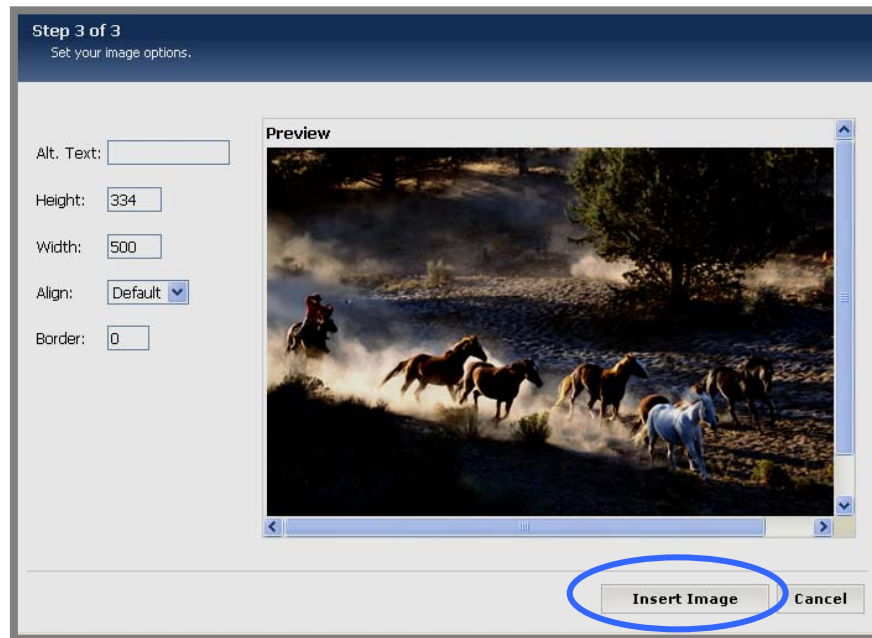 Step 3 of 3
Set your image options.
Preview
Alt. Text:
Height: 334
Width: 500
Align: Default
Border: 0
Insert Image Cancel